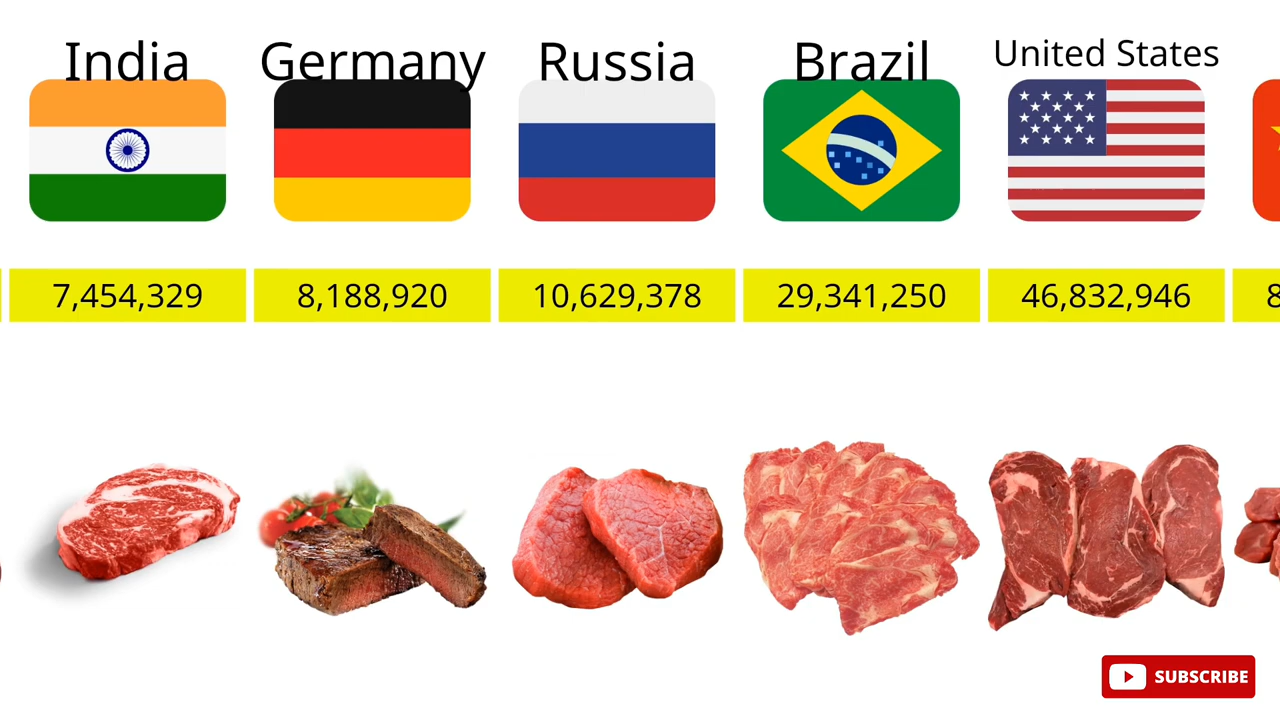 India Germany Russia Brazil United States
7,454,329 8,188,920 10,629,378 29,341,250 46,832,946 8
SUBSCRIBE